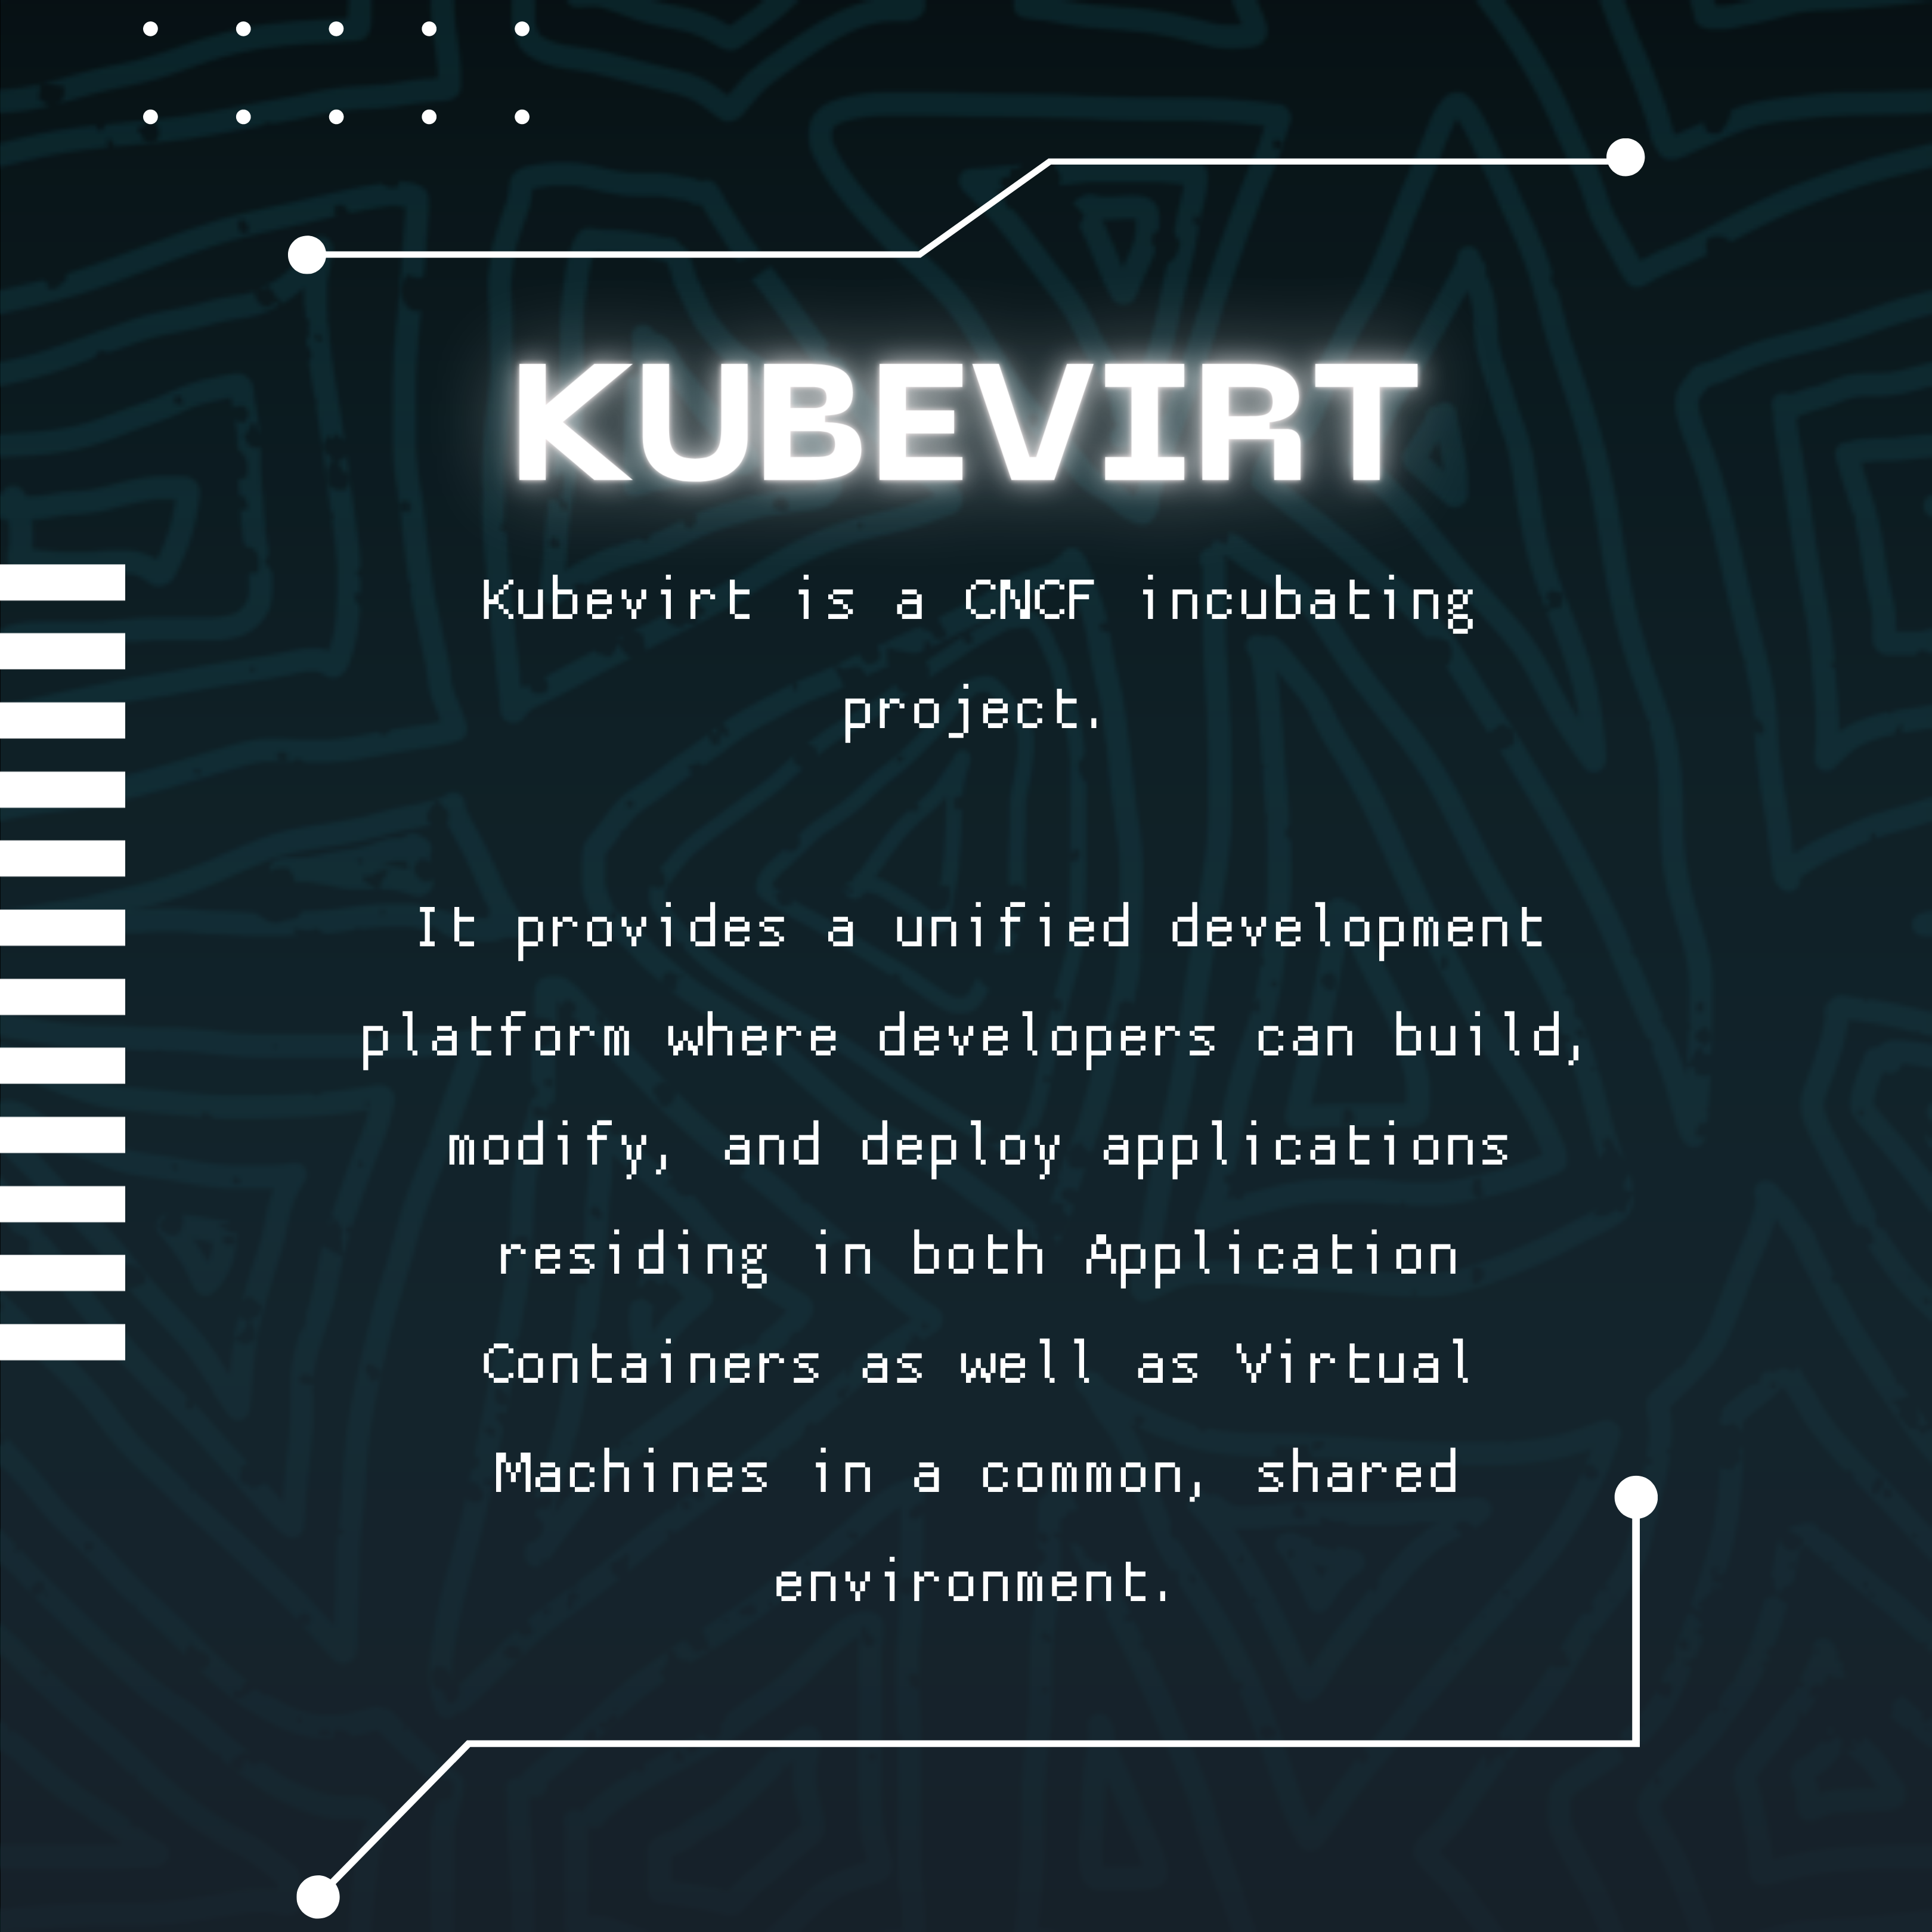 KUBEVIRT
Kubevirt is a CNCF incubating
project.
It provides a unified development
platform where developers can build,
modify, and deploy applications
residing in both Application
Containers as well as Virtual
Machines in a common, shared
environment.